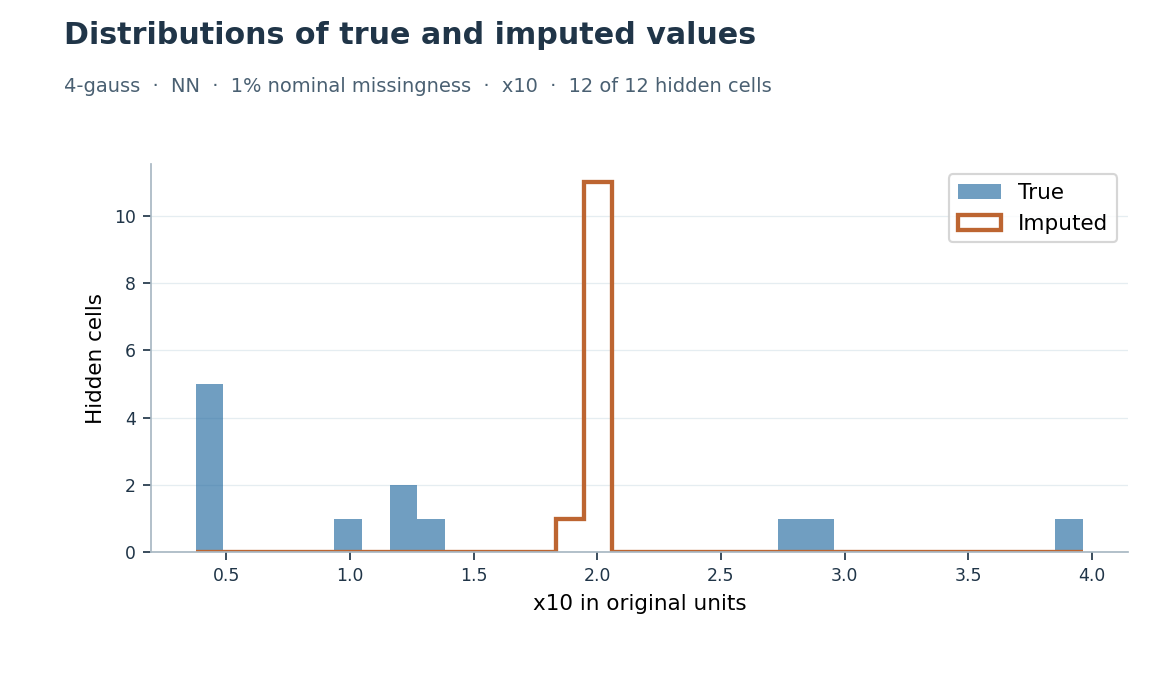 Distributions of true and imputed values
4-gauss · NN · 1% nominal missingness · x10 · 12 of 12 hidden cells
True
Imputed
Hidden cells
10
8
6
4
2
0
0.5 1.0 1.5 2.0 2.5 3.0 3.5 4.0
x10 in original units